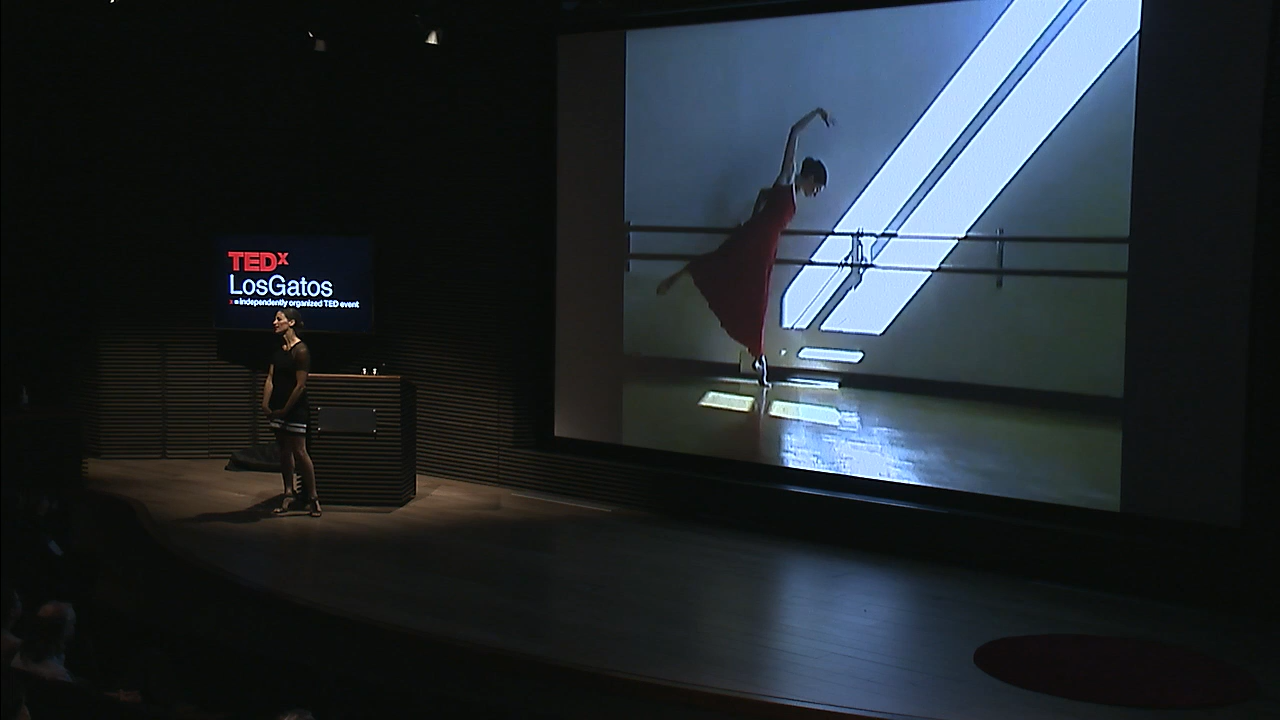 TEDx
LosGatos
x = independently organized TED event